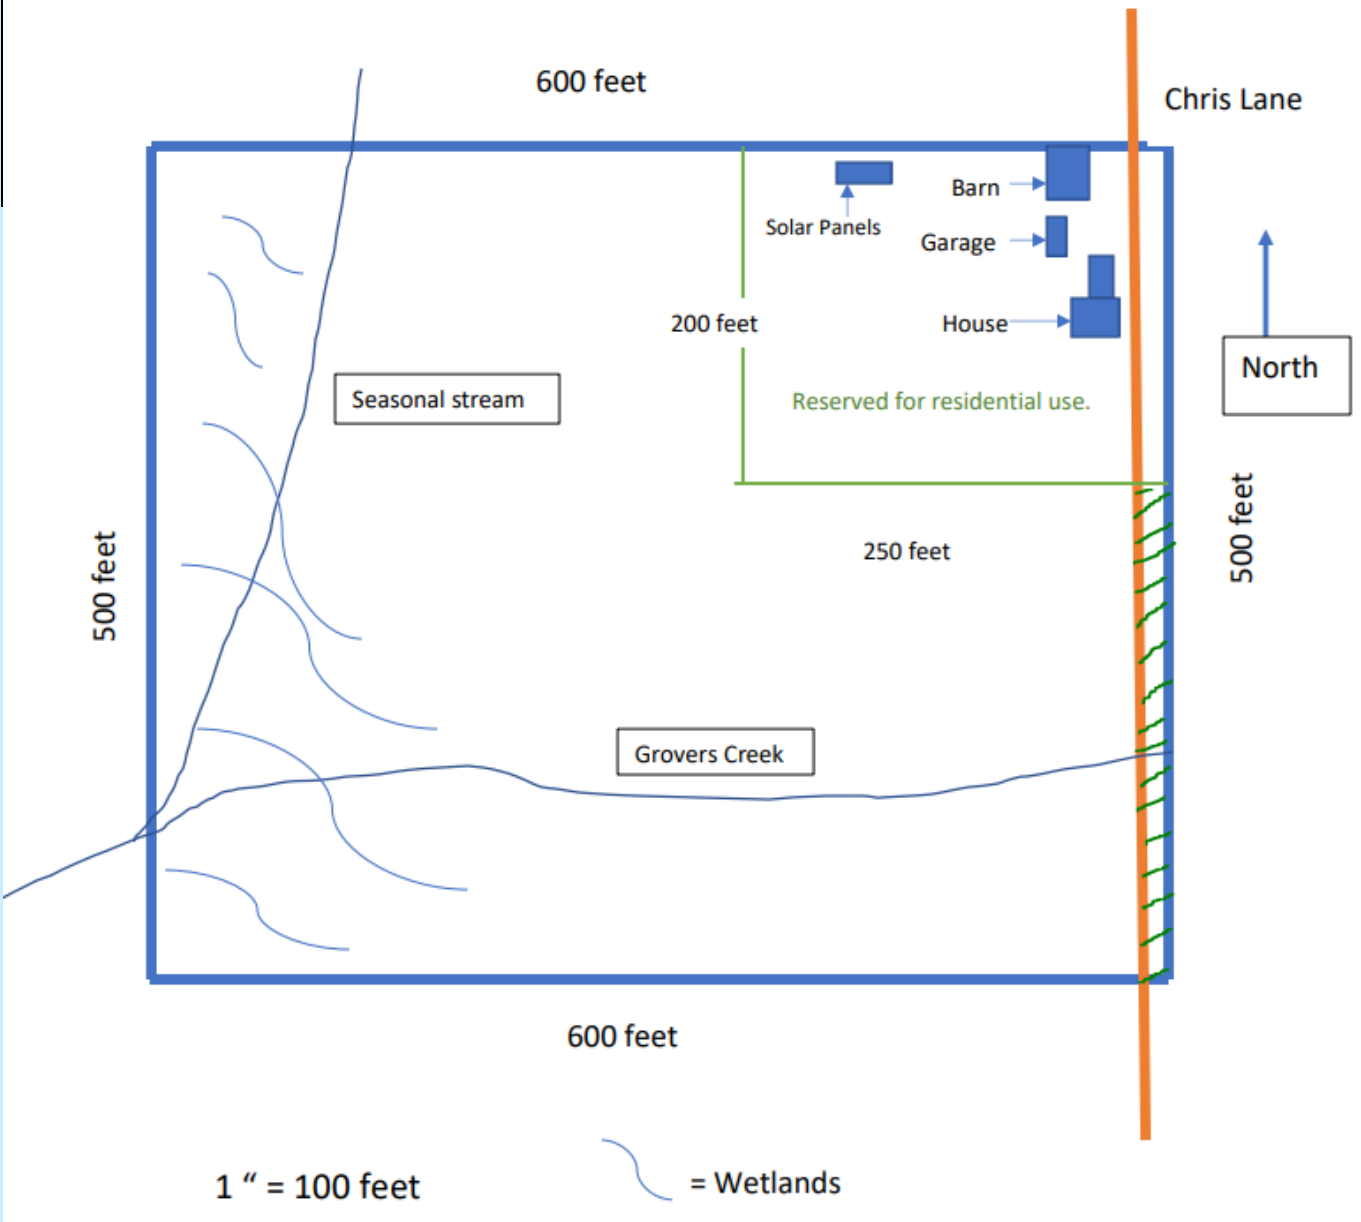 600 feet
Chris Lane
Barn
Solar Panels
Garage
200 feet
House
North
Seasonal stream
Reserved for residential use.
500 feet
500 feet
250 feet
Grovers Creek
600 feet
1 “ = 100 feet
= Wetlands